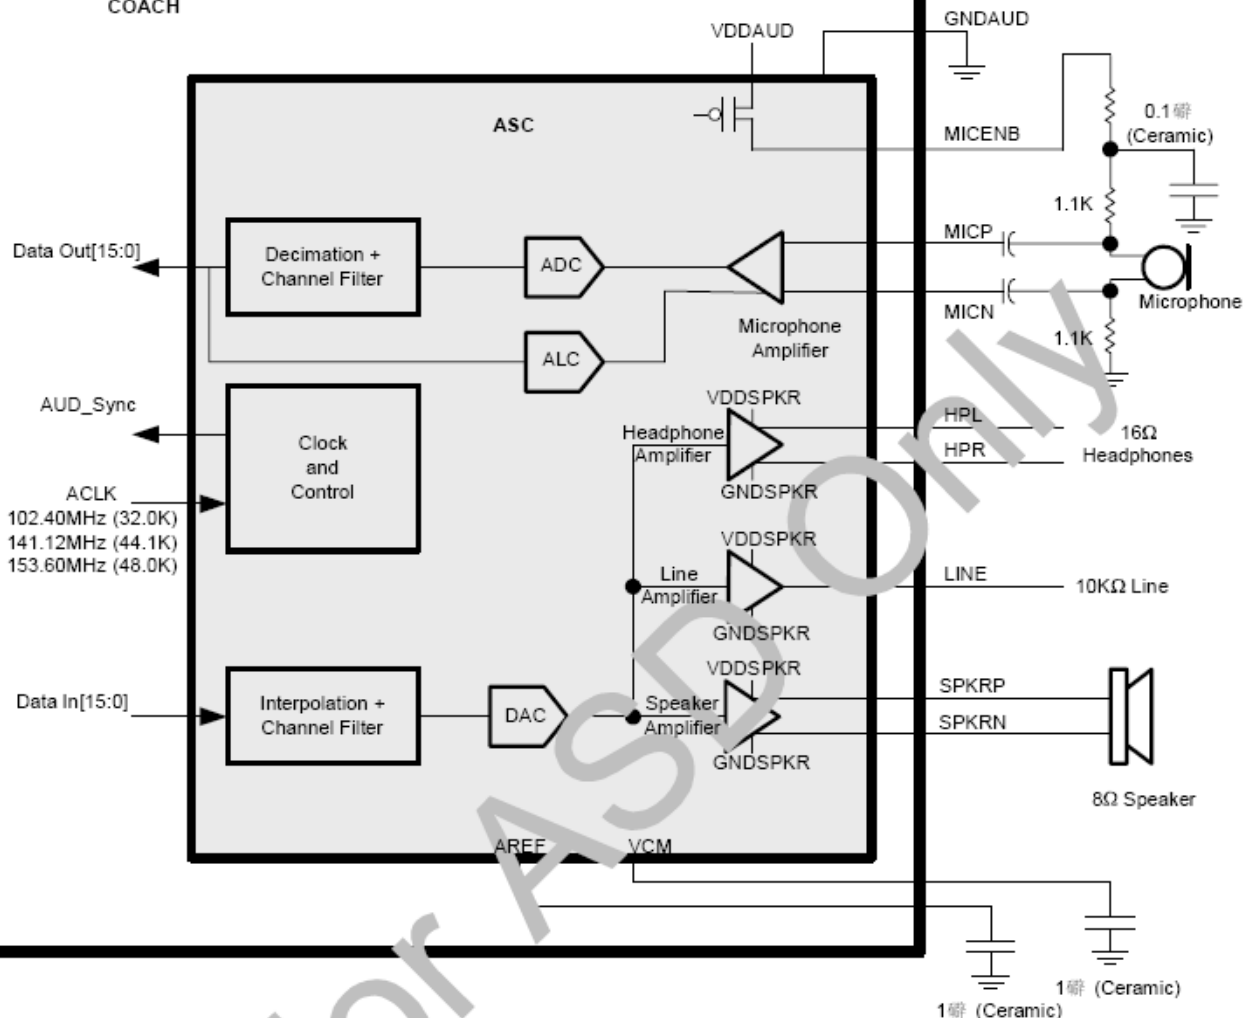 COACH
GNDAUD
VDDAUD
ASC
0.1礔
(Ceramic)
MICENB
1.1K
MICP
Data Out[15:0]
Decimation +
Channel Filter
ADC
MICN
Microphone
Microphone
Amplifier
1.1K
ALC
AUD_Sync
VDDSPKR
HPL
Headphone
Amplifier
HPR
16Ω
Headphones
Clock
and
Control
GNDSPKR
ACLK
102.40MHz (32.0K)
141.12MHz (44.1K)
153.60MHz (48.0K)
VDDSPKR
Line
Amplifier
LINE
10KΩ Line
GNDSPKR
VDDSPKR
Data In[15:0]
Interpolation +
Channel Filter
DAC
Speaker
Amplifier
SPKRP
SPKRN
GNDSPKR
8Ω Speaker
AREF
VCM
1礔 (Ceramic)
1礔 (Ceramic)
for ASD Only